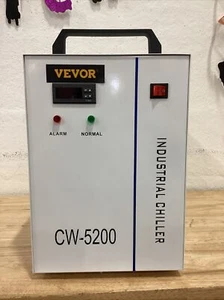 VEVOR
ALARM
NORMAL
INDUSTRIAL CHILLER
CW-5200